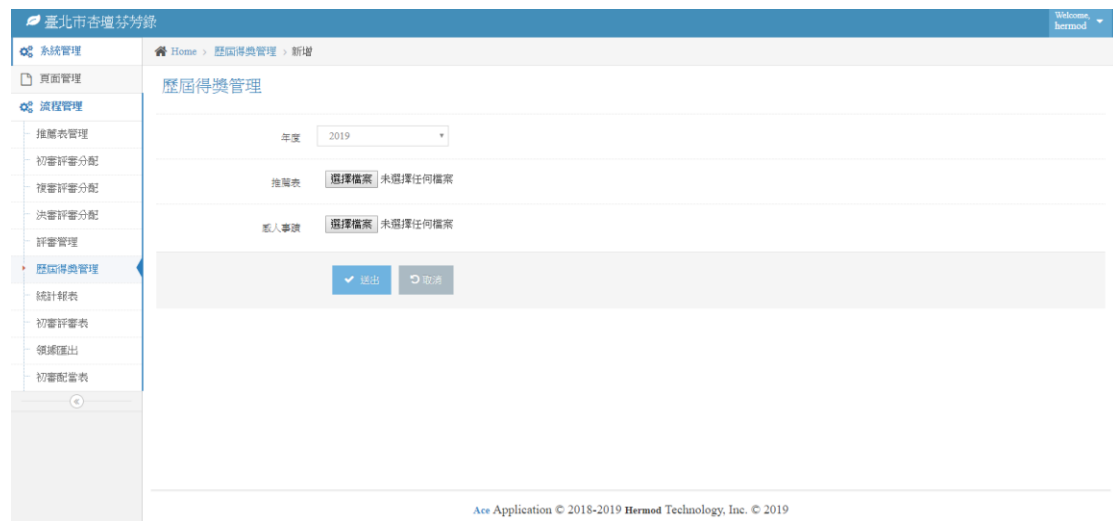 臺北市杏壇芬芳錄
Welcome,
hermod
系統管理
頁面管理
流程管理
推薦表管理
初審評審分配
複審評審分配
決審評審分配
評審管理
歷屆得獎管理
統計報表
初審評審表
領據匯出
初審配當表
Home > 歷屆得獎管理 > 新增
歷屆得獎管理
年度 2019
推薦表 選擇檔案 未選擇任何檔案
感人事蹟 選擇檔案 未選擇任何檔案
送出 取消
Ace Application © 2018-2019 Hermod Technology, Inc. © 2019